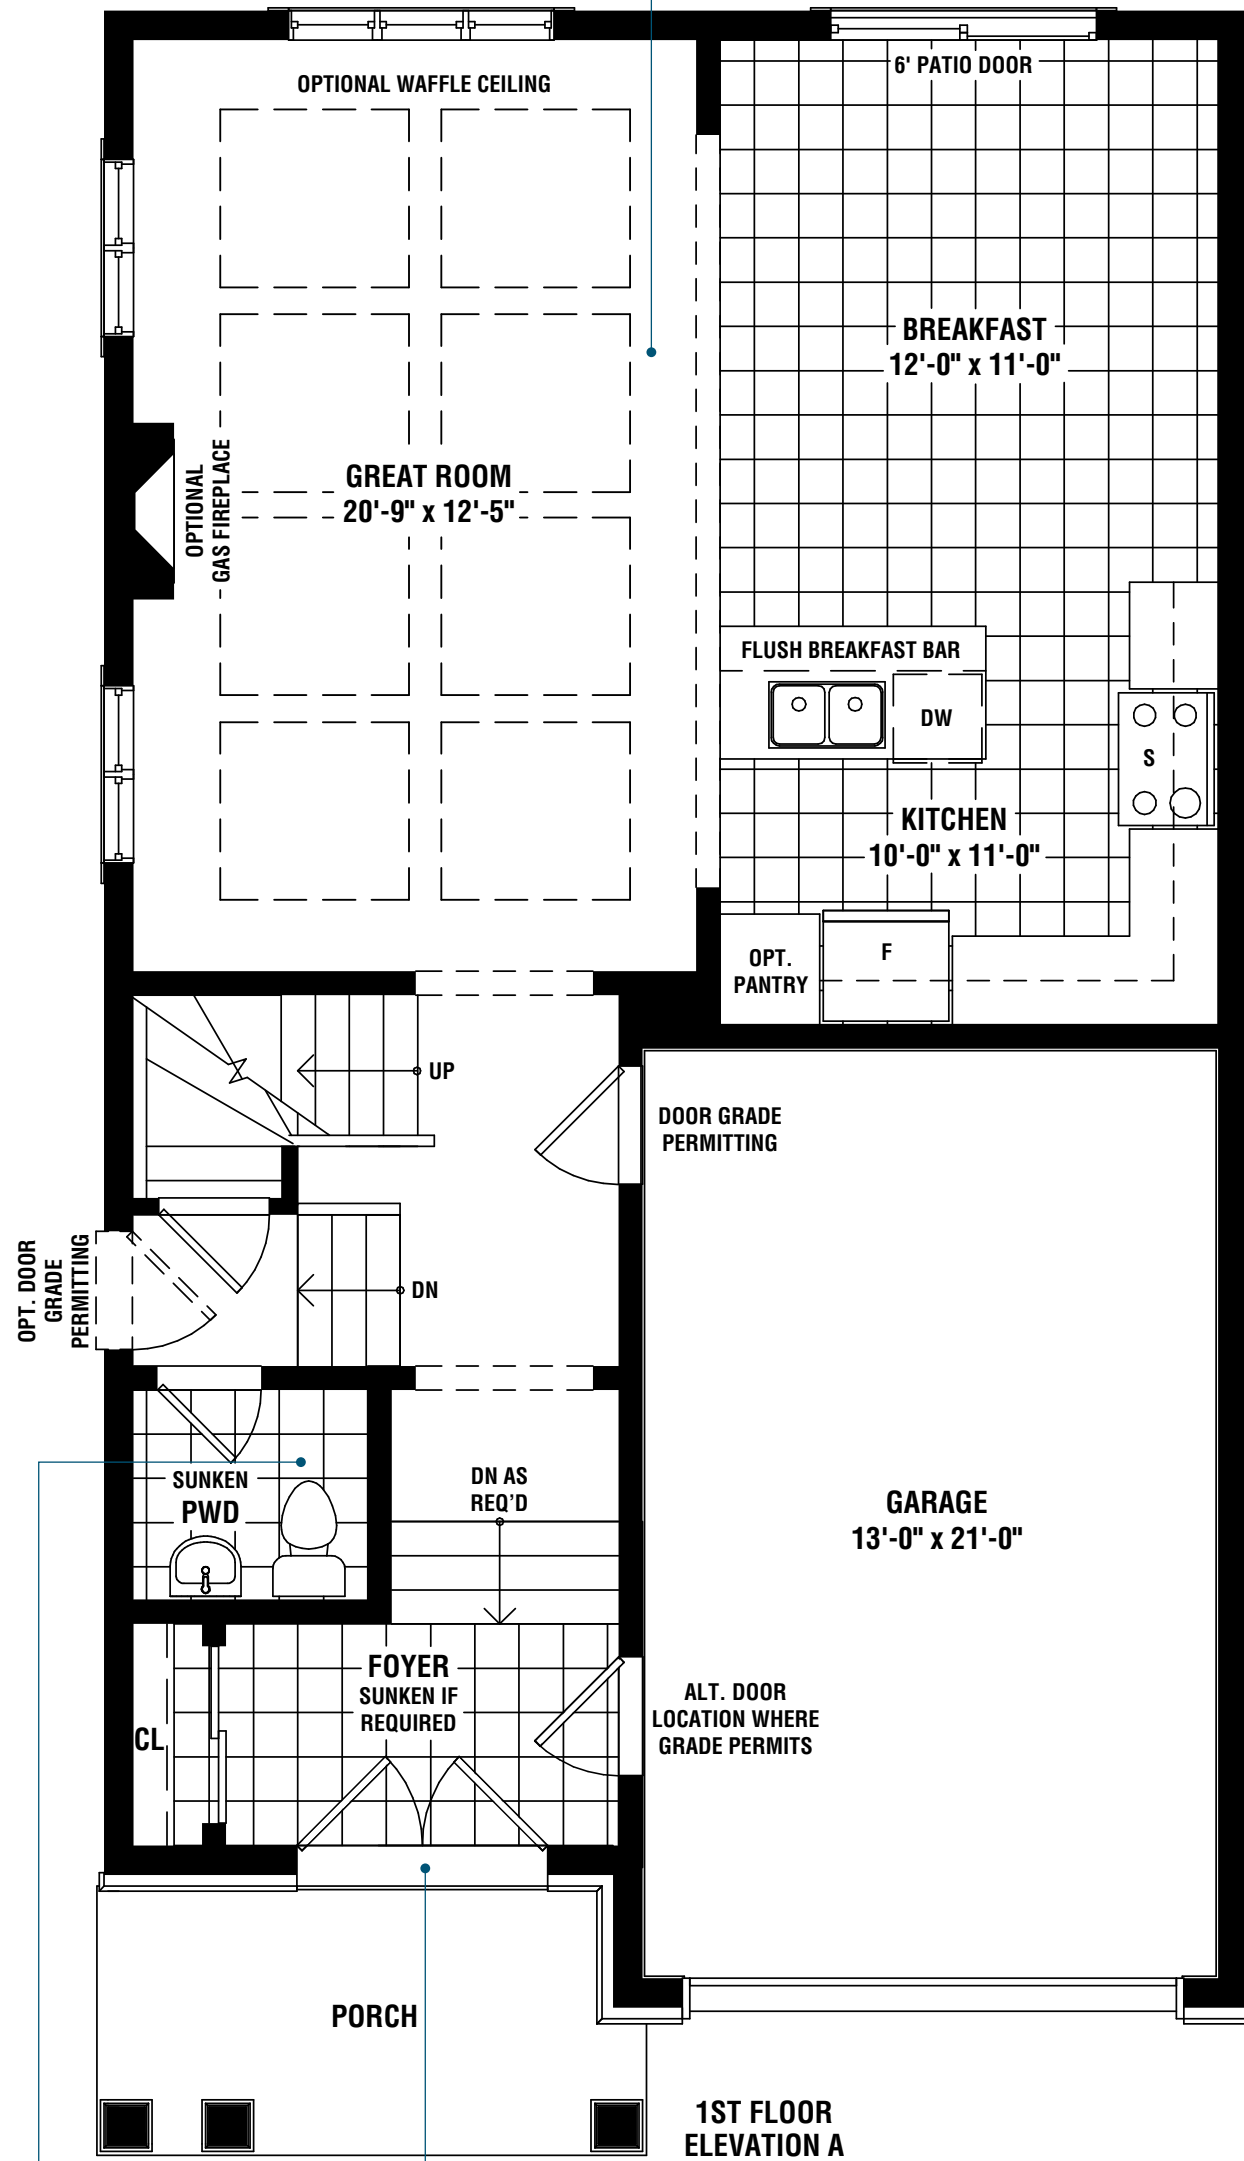 OPTIONAL WAFFLE CEILING
6' PATIO DOOR
BREAKFAST
12'-0" x 11'-0"
OPTIONAL
GAS FIREPLACE
GREAT ROOM
20'-9" x 12'-5"
FLUSH BREAKFAST BAR
DW
S
KITCHEN
10'-0" x 11'-0"
OPT.
PANTRY
F
UP
DOOR GRADE
PERMITTING
OPT. DOOR
GRADE
PERMITTING
DN
SUNKEN
PWD
DN AS
REQ’D
GARAGE
13'-0" x 21'-0"
FOYER
SUNKEN IF
REQUIRED
CL
ALT. DOOR
LOCATION WHERE
GRADE PERMITS
PORCH
1ST FLOOR
ELEVATION A